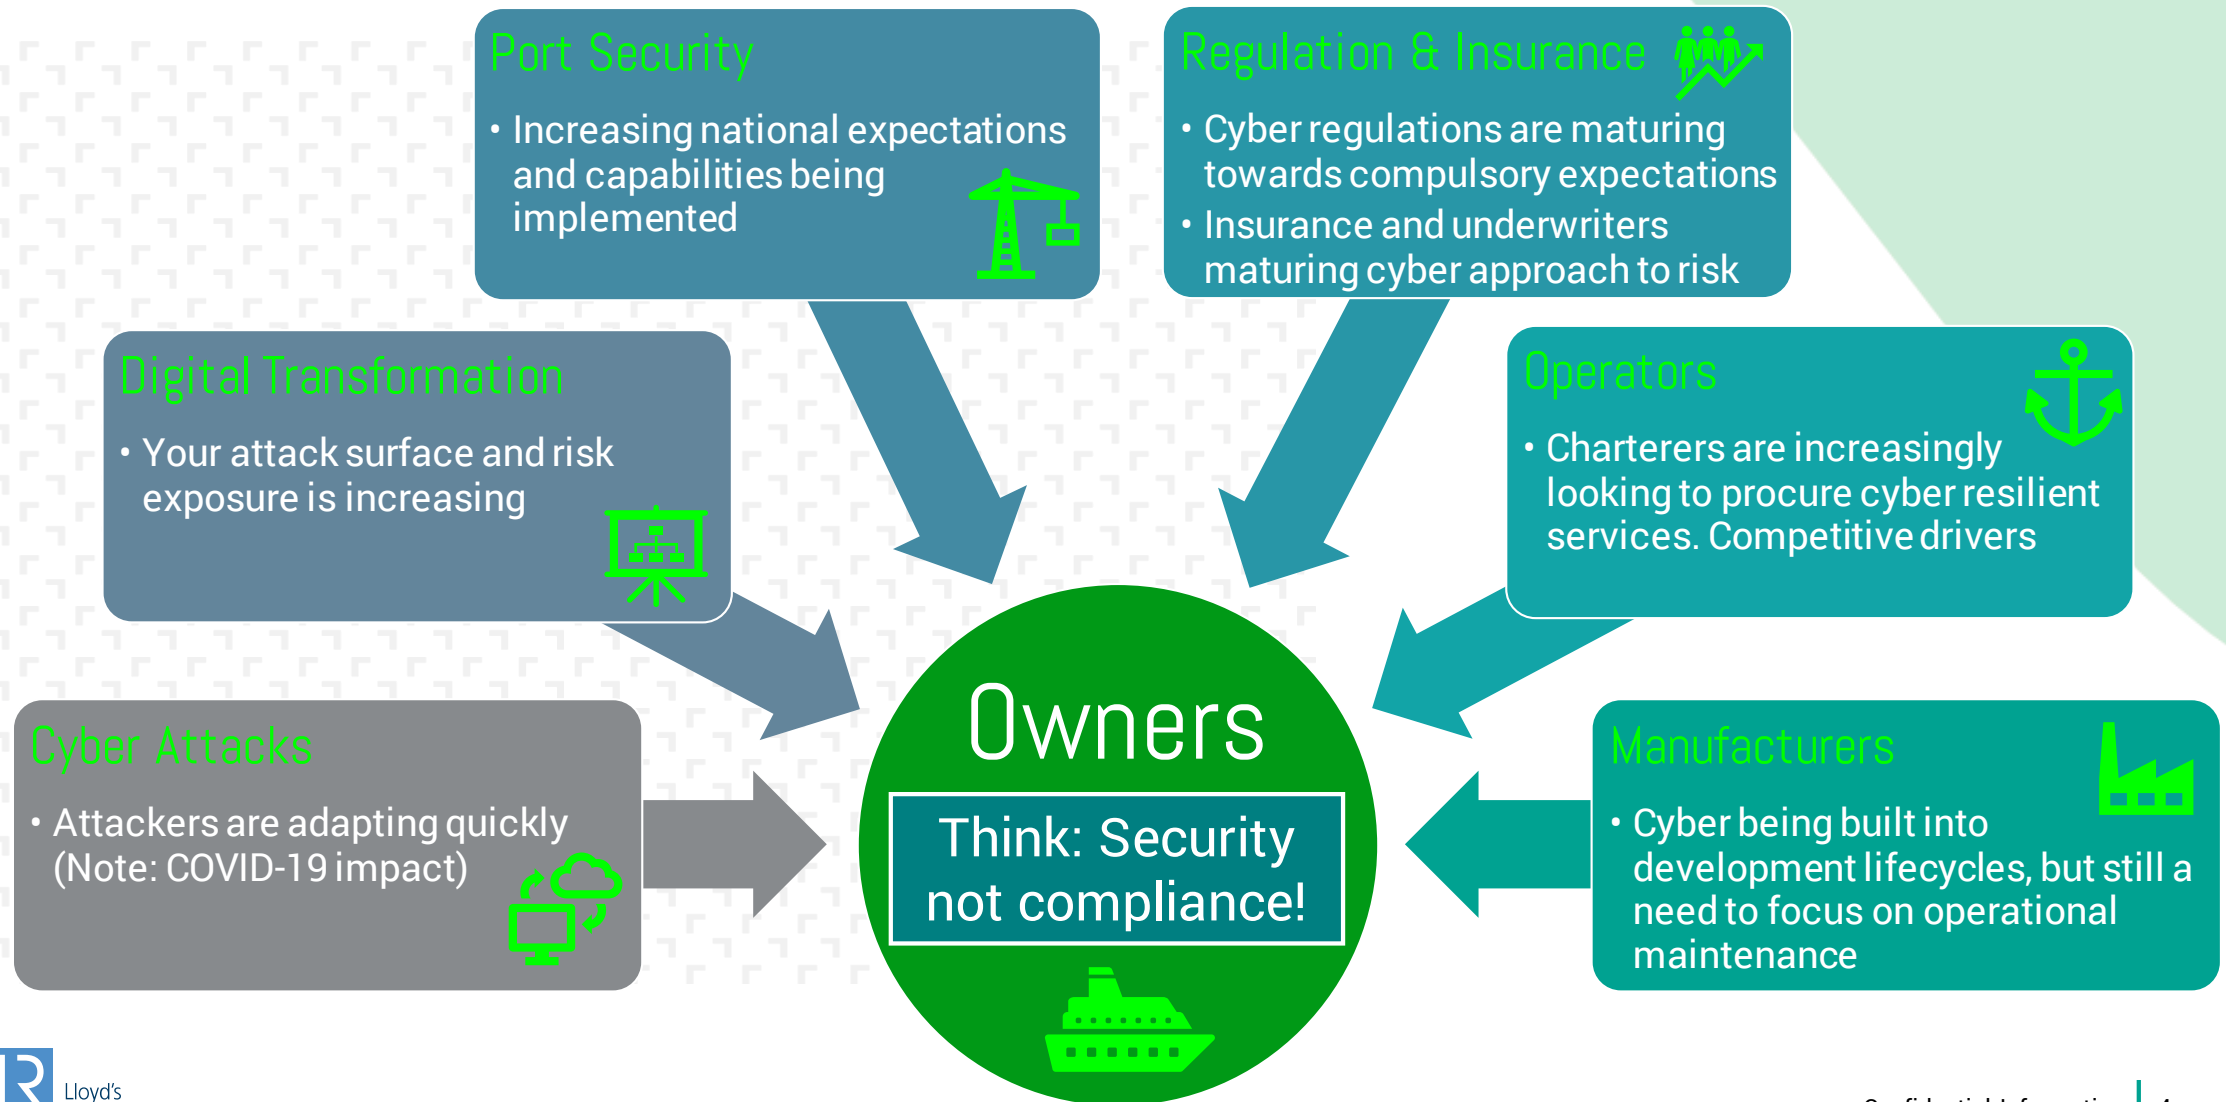 Port Security
• Increasing national expectations
and capabilities being
implemented
Regulation & Insurance
• Cyber regulations are maturing
towards compulsory expectations
• Insurance and underwriters
maturing cyber approach to risk
Digital Transformation
• Your attack surface and risk
exposure is increasing
Operators
• Charterers are increasingly
looking to procure cyber resilient
services. Competitive drivers
Cyber Attacks
• Attackers are adapting quickly
(Note: COVID-19 impact)
Owners
Think: Security
not compliance!
Manufacturers
• Cyber being built into
development lifecycles, but still a
need to focus on operational
maintenance
Lloyd's
Confidential Information